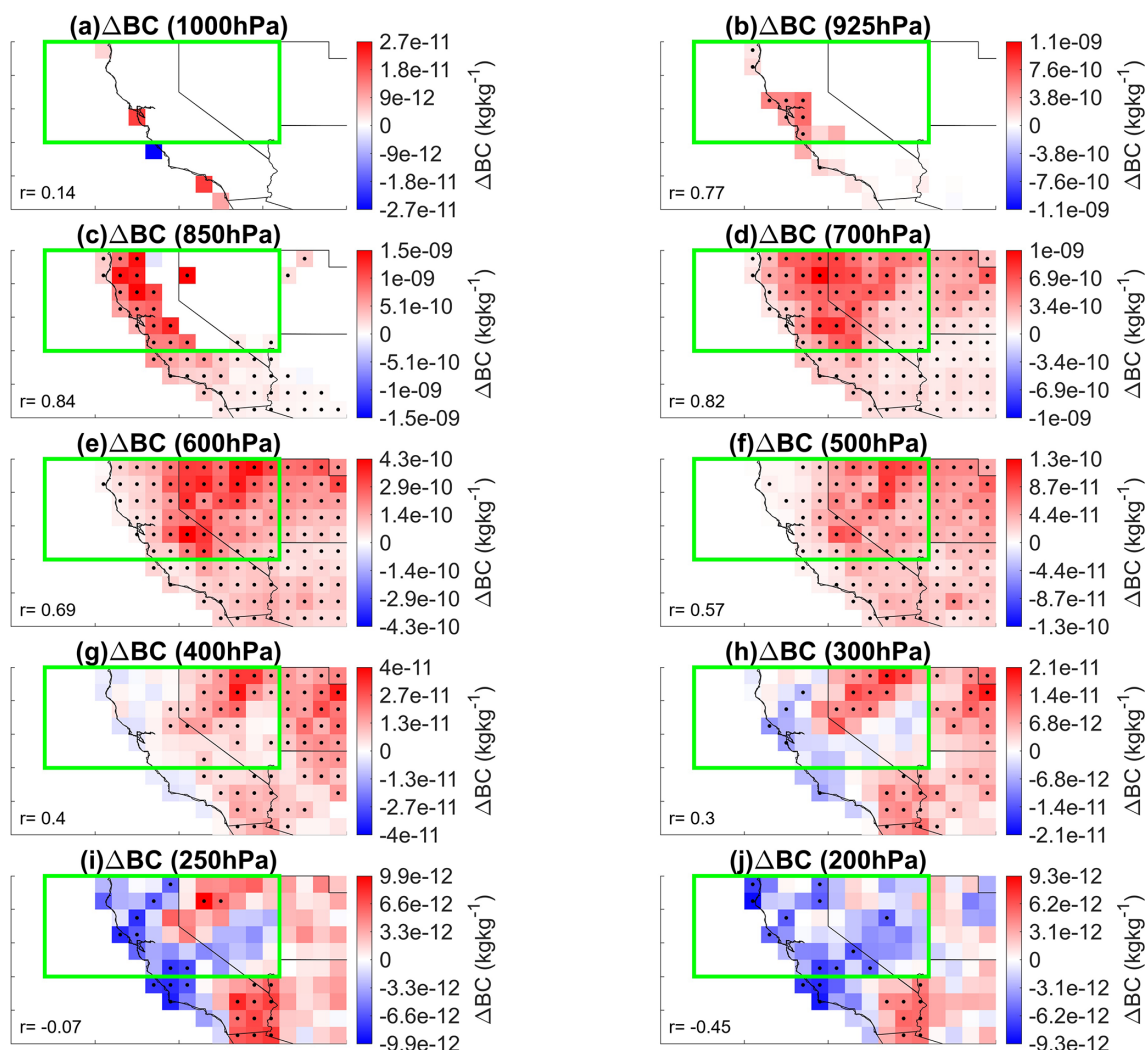 (a)ΔBC (1000hPa)
2.7e-11
1.8e-11
9e-12
0
-9e-12
-1.8e-11
-2.7e-11
ΔBC (kgkg⁻¹)
r= 0.14
(b)ΔBC (925hPa)
1.1e-09
7.6e-10
3.8e-10
0
-3.8e-10
-7.6e-10
-1.1e-09
ΔBC (kgkg⁻¹)
r= 0.77
(c)ΔBC (850hPa)
1.5e-09
1e-09
5.1e-10
0
-5.1e-10
-1e-09
-1.5e-09
ΔBC (kgkg⁻¹)
r= 0.84
(d)ΔBC (700hPa)
1e-09
6.9e-10
3.4e-10
0
-3.4e-10
-6.9e-10
-1e-09
ΔBC (kgkg⁻¹)
r= 0.82
(e)ΔBC (600hPa)
4.3e-10
2.9e-10
1.4e-10
0
-1.4e-10
-2.9e-10
-4.3e-10
ΔBC (kgkg⁻¹)
r= 0.69
(f)ΔBC (500hPa)
1.3e-10
8.7e-11
4.4e-11
0
-4.4e-11
-8.7e-11
-1.3e-10
ΔBC (kgkg⁻¹)
r= 0.57
(g)ΔBC (400hPa)
4e-11
2.7e-11
1.3e-11
0
-1.3e-11
-2.7e-11
-4e-11
ΔBC (kgkg⁻¹)
r= 0.4
(h)ΔBC (300hPa)
2.1e-11
1.4e-11
6.8e-12
0
-6.8e-12
-1.4e-11
-2.1e-11
ΔBC (kgkg⁻¹)
r= 0.3
(i)ΔBC (250hPa)
9.9e-12
6.6e-12
3.3e-12
0
-3.3e-12
-6.6e-12
-9.9e-12
ΔBC (kgkg⁻¹)
r= -0.07
(j)ΔBC (200hPa)
9.3e-12
6.2e-12
3.1e-12
0
-3.1e-12
-6.2e-12
-9.3e-12
ΔBC (kgkg⁻¹)
r= -0.45